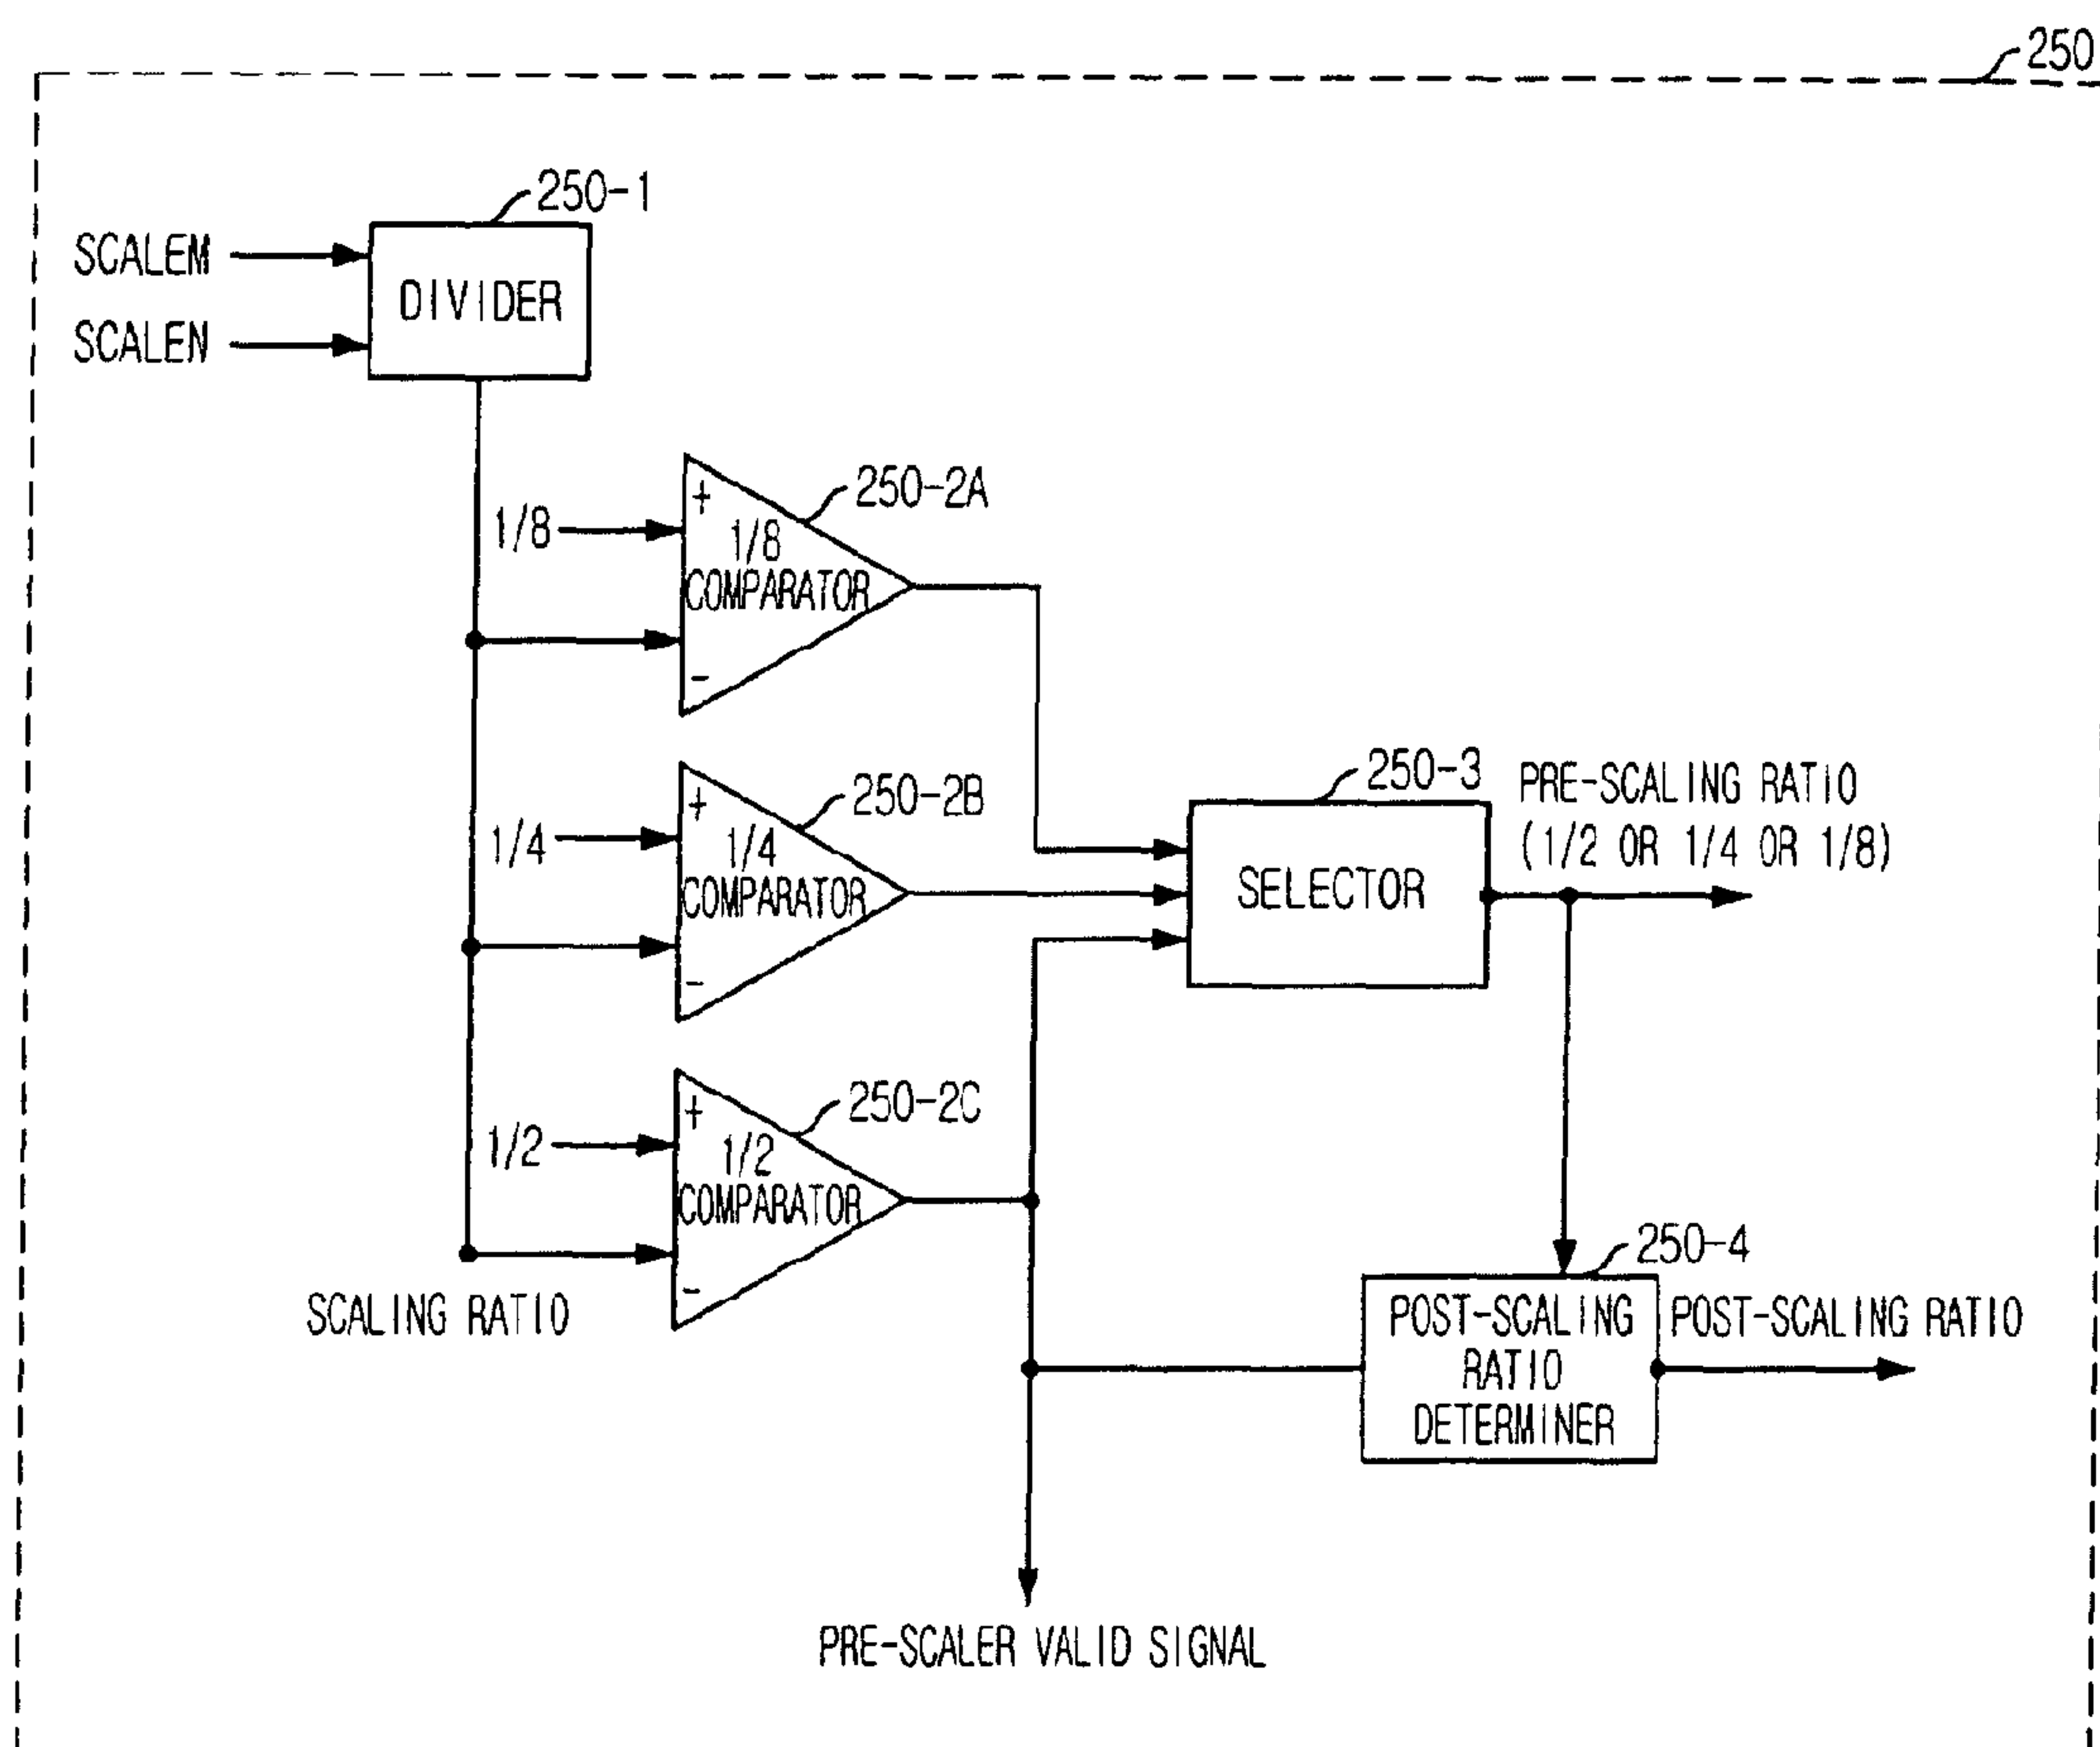 250
250-1
SCALEM
DIVIDER
SCALEN
250-2A
+
1/8
1/8
COMPARATOR
-
250-2B
+
1/4
1/4
COMPARATOR
-
250-3
PRE-SCALING RATIO
(1/2 OR 1/4 OR 1/8)
SELECTOR
250-2C
+
1/2
1/2
COMPARATOR
-
SCALING RATIO
250-4
POST-SCALING
RATIO
DETERMINER
POST-SCALING RATIO
PRE-SCALER VALID SIGNAL